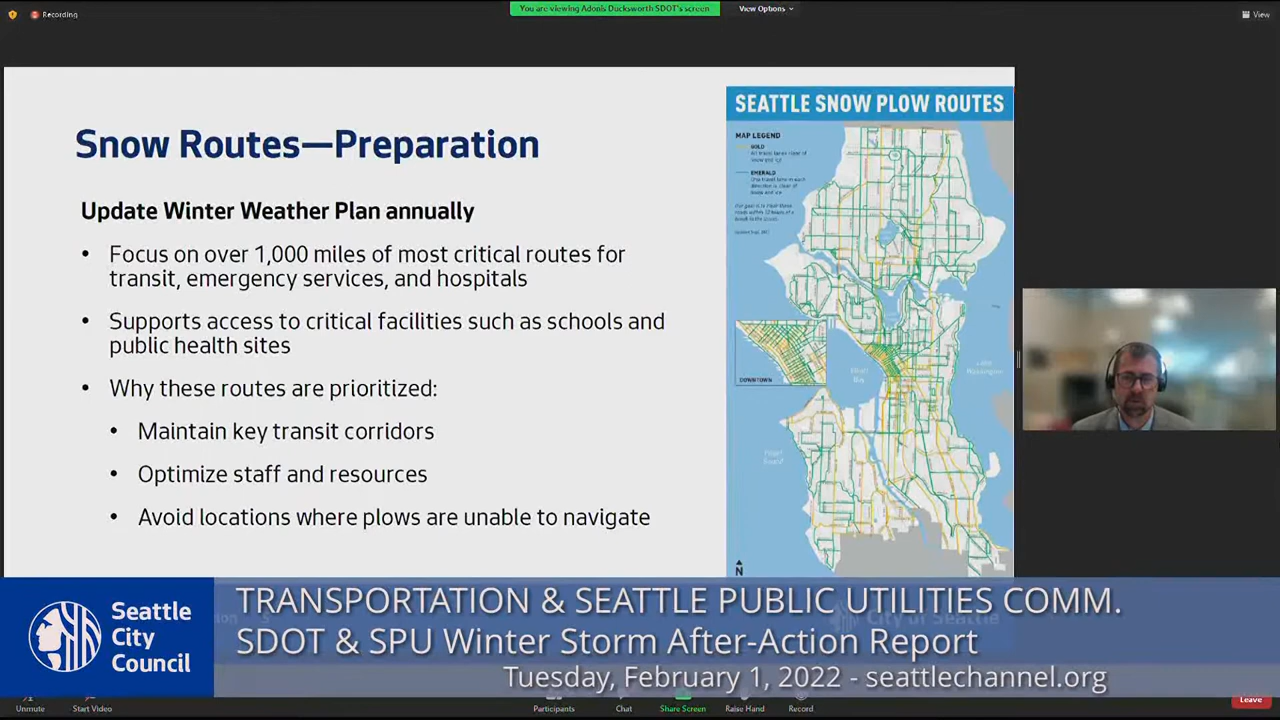 Recording
You are viewing Adonis Ducksworth SDOT's screen
View Options
View
Snow Routes—Preparation
Update Winter Weather Plan annually
• Focus on over 1,000 miles of most critical routes for
transit, emergency services, and hospitals
• Supports access to critical facilities such as schools and
public health sites
• Why these routes are prioritized:
• Maintain key transit corridors
• Optimize staff and resources
• Avoid locations where plows are unable to navigate
SEATTLE SNOW PLOW ROUTES
MAP LEGEND
GOLD
EMERALD
DOWNTOWN
Lake
Washington
Bay
Puget
Sound
N
Seattle
City
Council
TRANSPORTATION & SEATTLE PUBLIC UTILITIES COMM.
SDOT & SPU Winter Storm After-Action Report
Tuesday, February 1, 2022 - seattlechannel.org
Unmute
Start Video
Participants
Chat
Share Screen
Raise Hand
Record
Leave